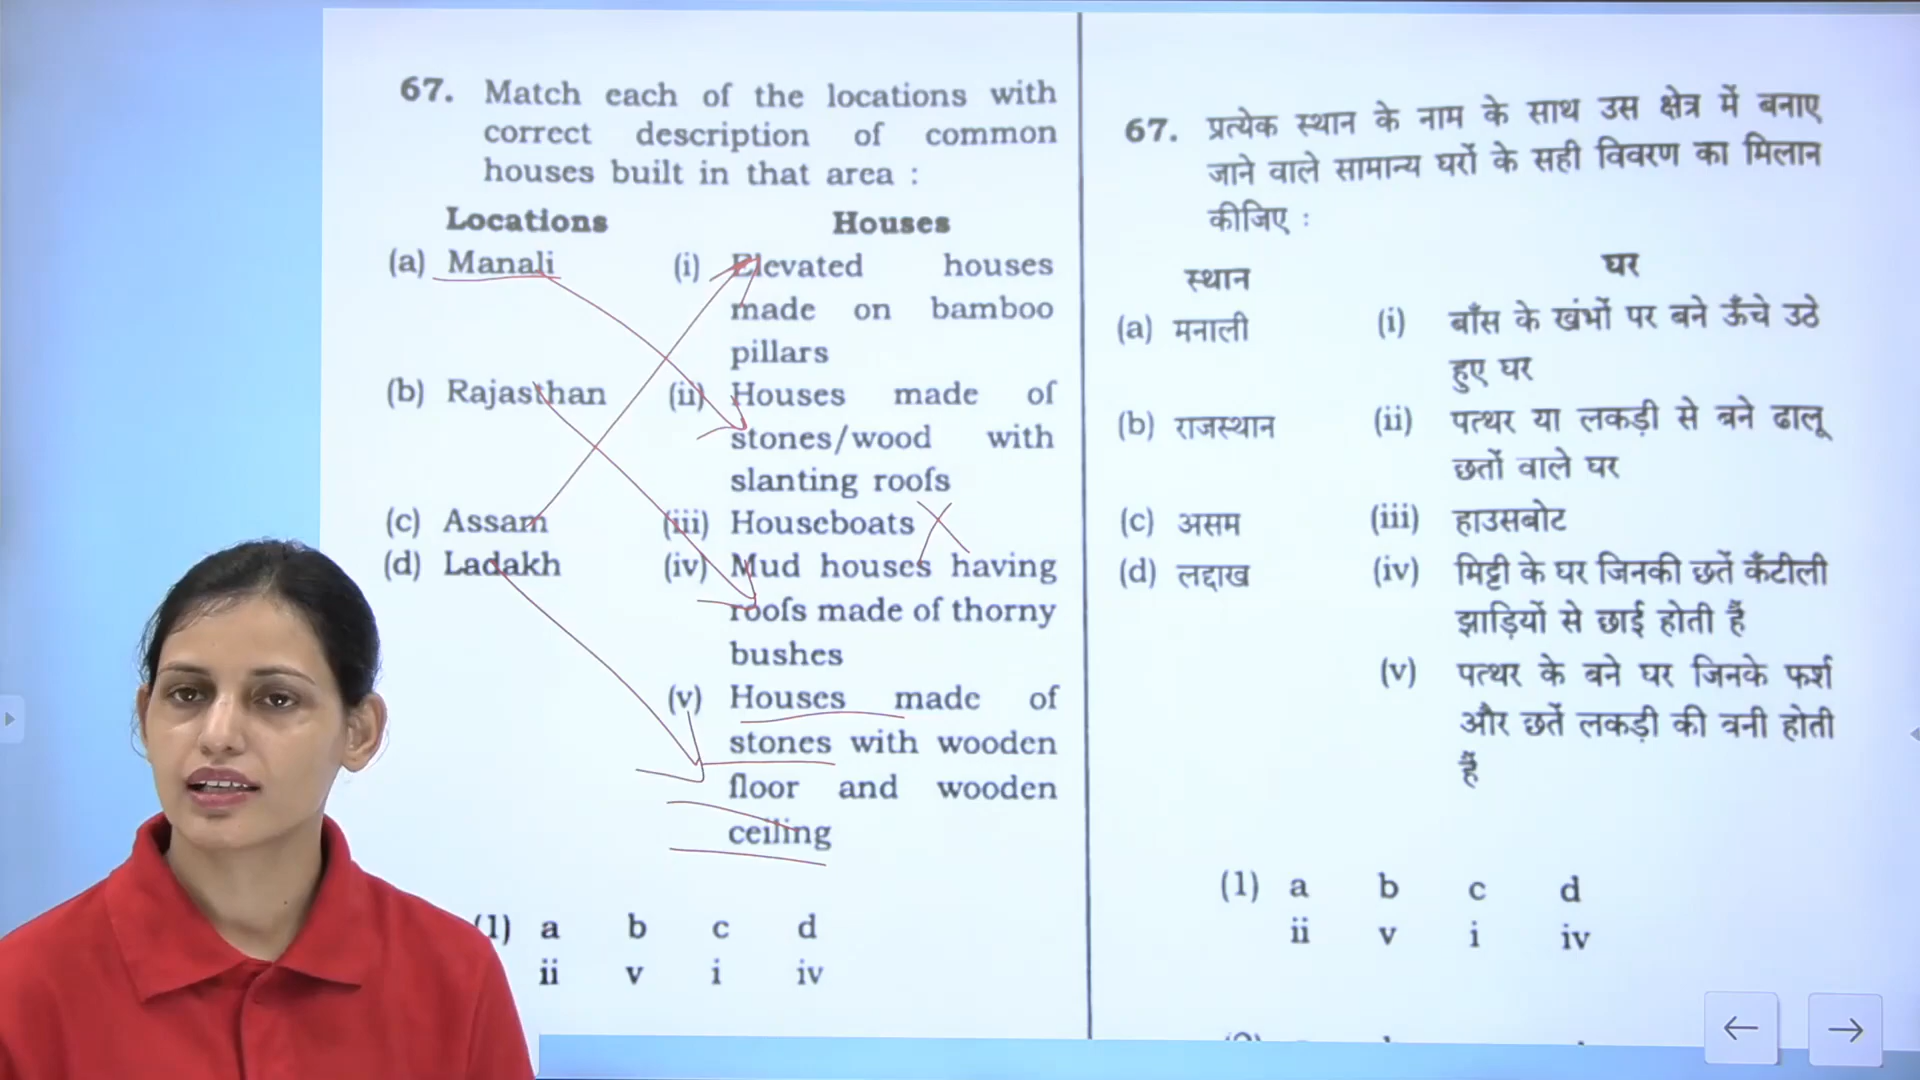 67. Match each of the locations with
correct description of common
houses built in that area :
Locations Houses
(a) Manali (i) Elevated houses
made on bamboo
pillars
(b) Rajasthan (ii) Houses made of
stones/wood with
slanting roofs
(c) Assam (iii) Houseboats
(d) Ladakh (iv) Mud houses having
roofs made of thorny
bushes
(v) Houses made of
stones with wooden
floor and wooden
ceiling
(1) a b c d
ii v i iv
67. प्रत्येक स्थान के नाम के साथ उस क्षेत्र में बनाए
जाने वाले सामान्य घरों के सही विवरण का मिलान
कीजिए :
स्थान घर
(a) मनाली (i) बाँस के खंभों पर बने ऊँचे उठे
हुए घर
(b) राजस्थान (ii) पत्थर या लकड़ी से बने ढालू
छतों वाले घर
(c) असम (iii) हाउसबोट
(d) लद्दाख (iv) मिट्टी के घर जिनकी छतें कँटीली
झाड़ियों से छाई होती हैं
(v) पत्थर के बने घर जिनके फर्श
और छतें लकड़ी की बनी होती
हैं
(1) a b c d
ii v i iv